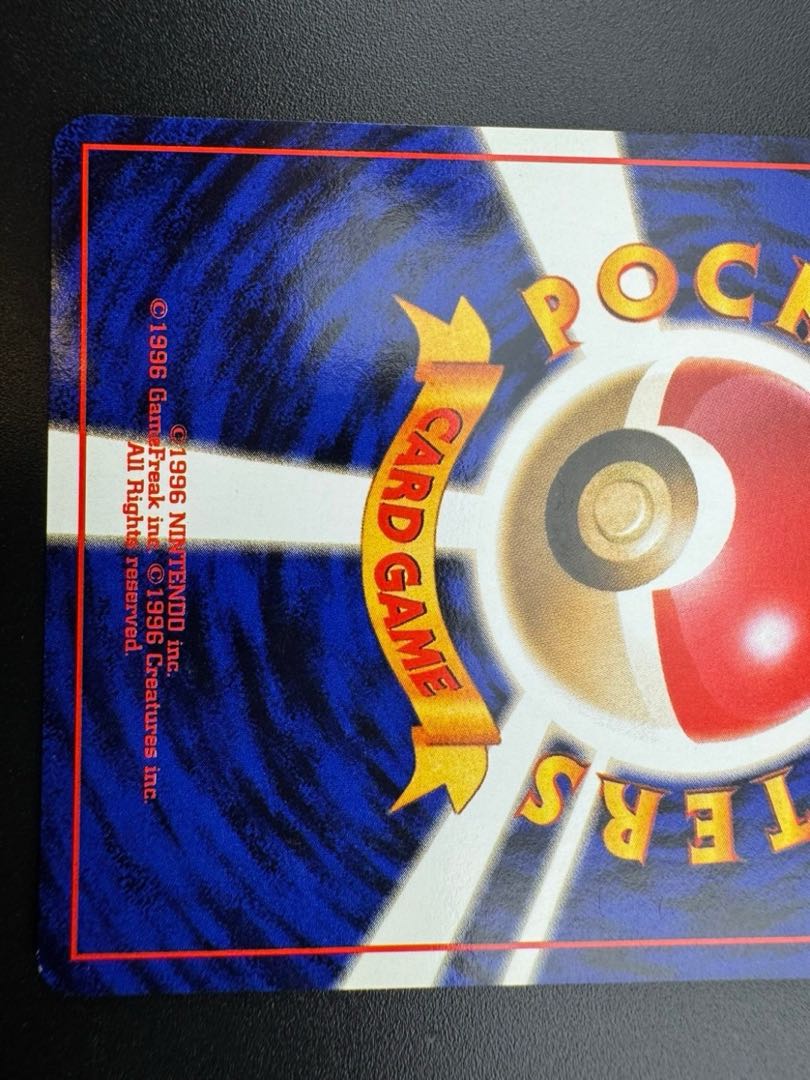 POCK
TERS
CARD GAME
©1996 NINTENDO inc.
©1996 GameFreak inc. ©1996 Creatures inc.
All Rights reserved.